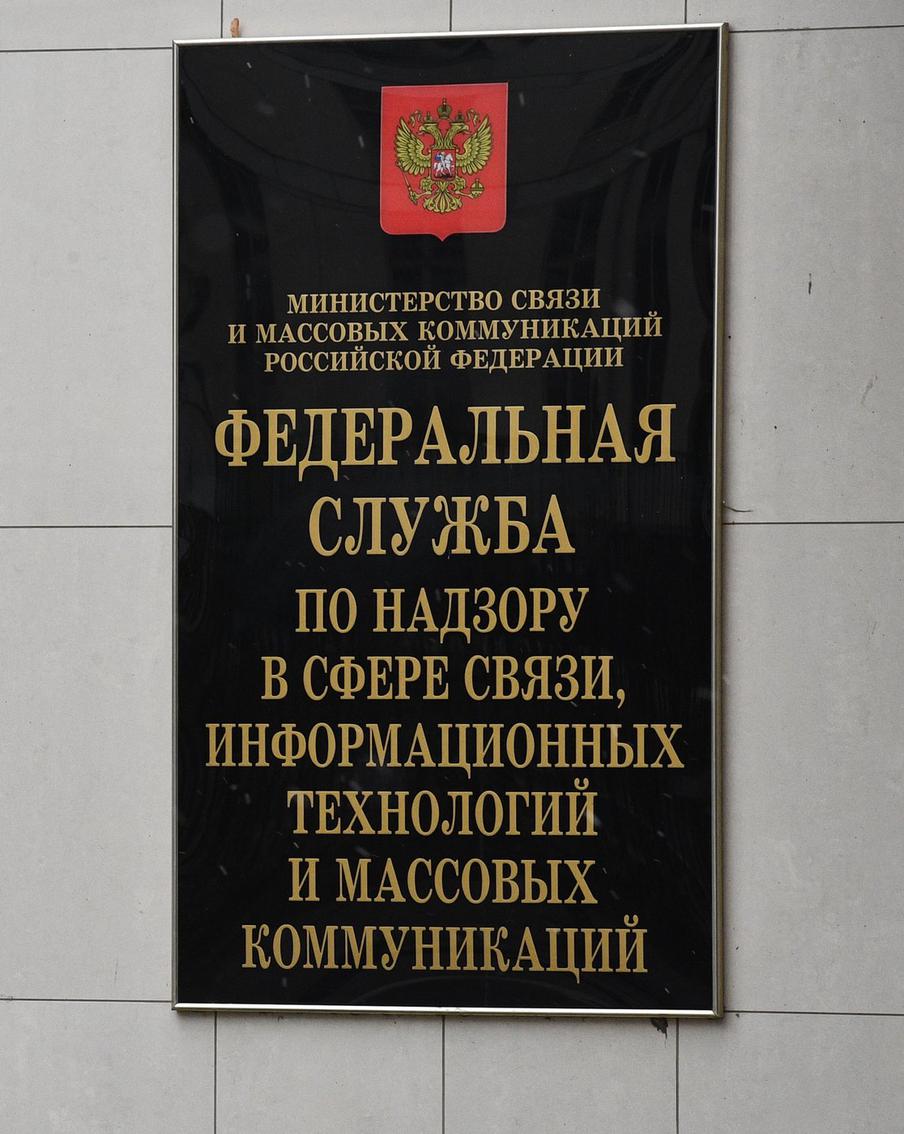 МИНИСТЕРСТВО СВЯЗИ
И МАССОВЫХ КОММУНИКАЦИЙ
РОССИЙСКОЙ ФЕДЕРАЦИИ
ФЕДЕРАЛЬНАЯ
СЛУЖБА
ПО НАДЗОРУ
В СФЕРЕ СВЯЗИ,
ИНФОРМАЦИОННЫХ
ТЕХНОЛОГИЙ
И МАССОВЫХ
КОММУНИКАЦИЙ